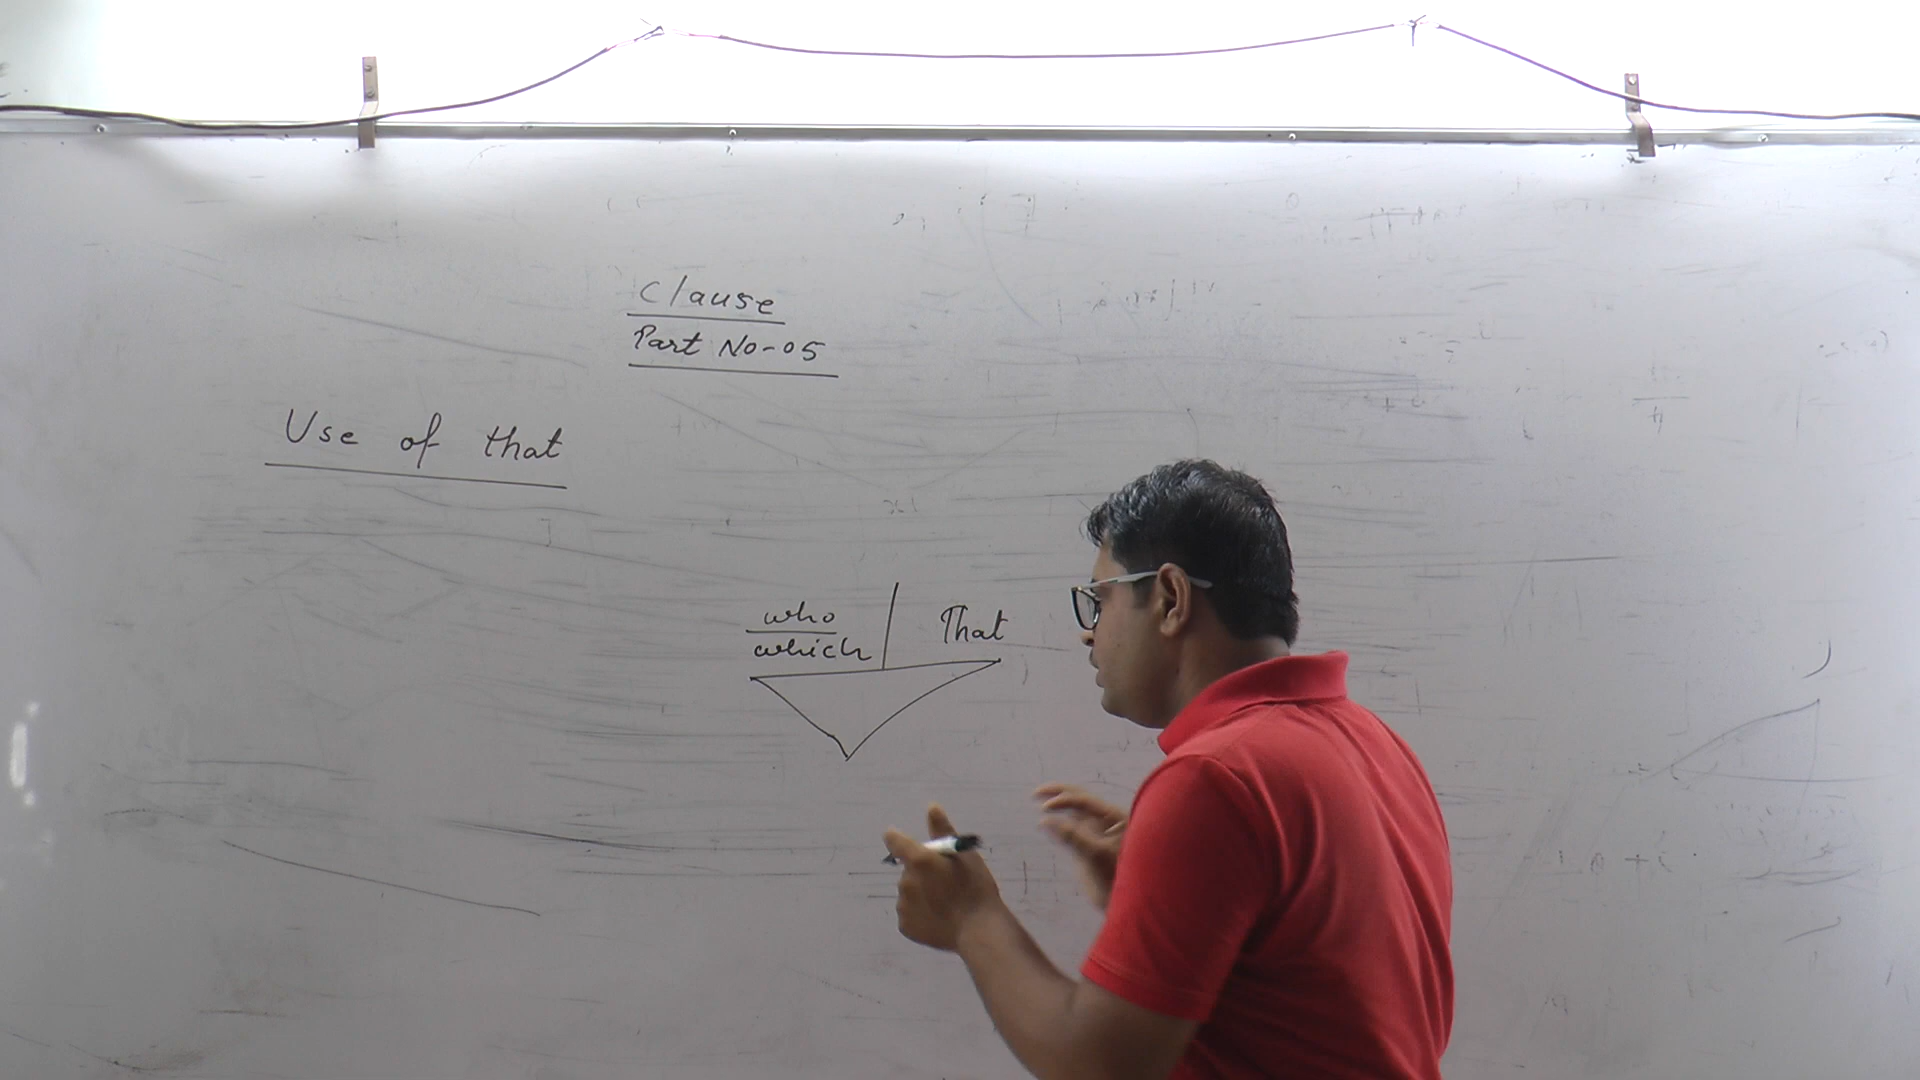 Clause
Part No-05
Use of that
who
which
That